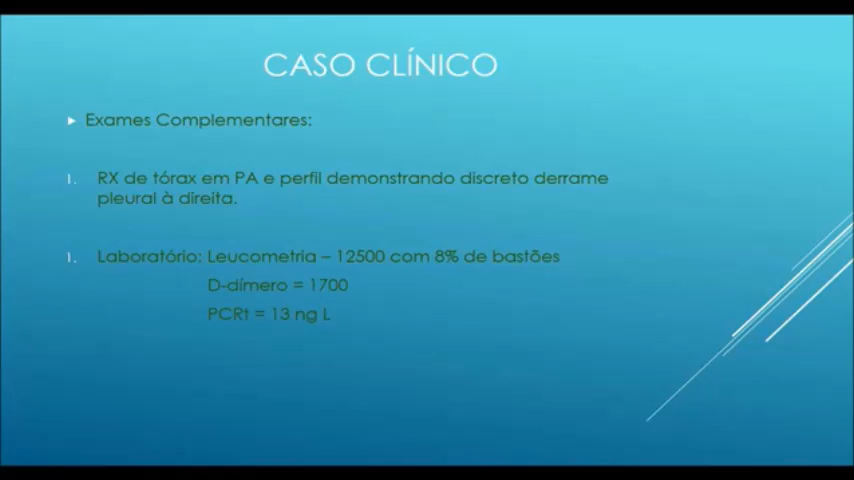 CASO CLÍNICO
Exames Complementares:
1. RX de tórax em PA e perfil demonstrando discreto derrame
pleural à direita.
1. Laboratório: Leucometria – 12500 com 8% de bastões
D-dímero = 1700
PCRt = 13 ng L